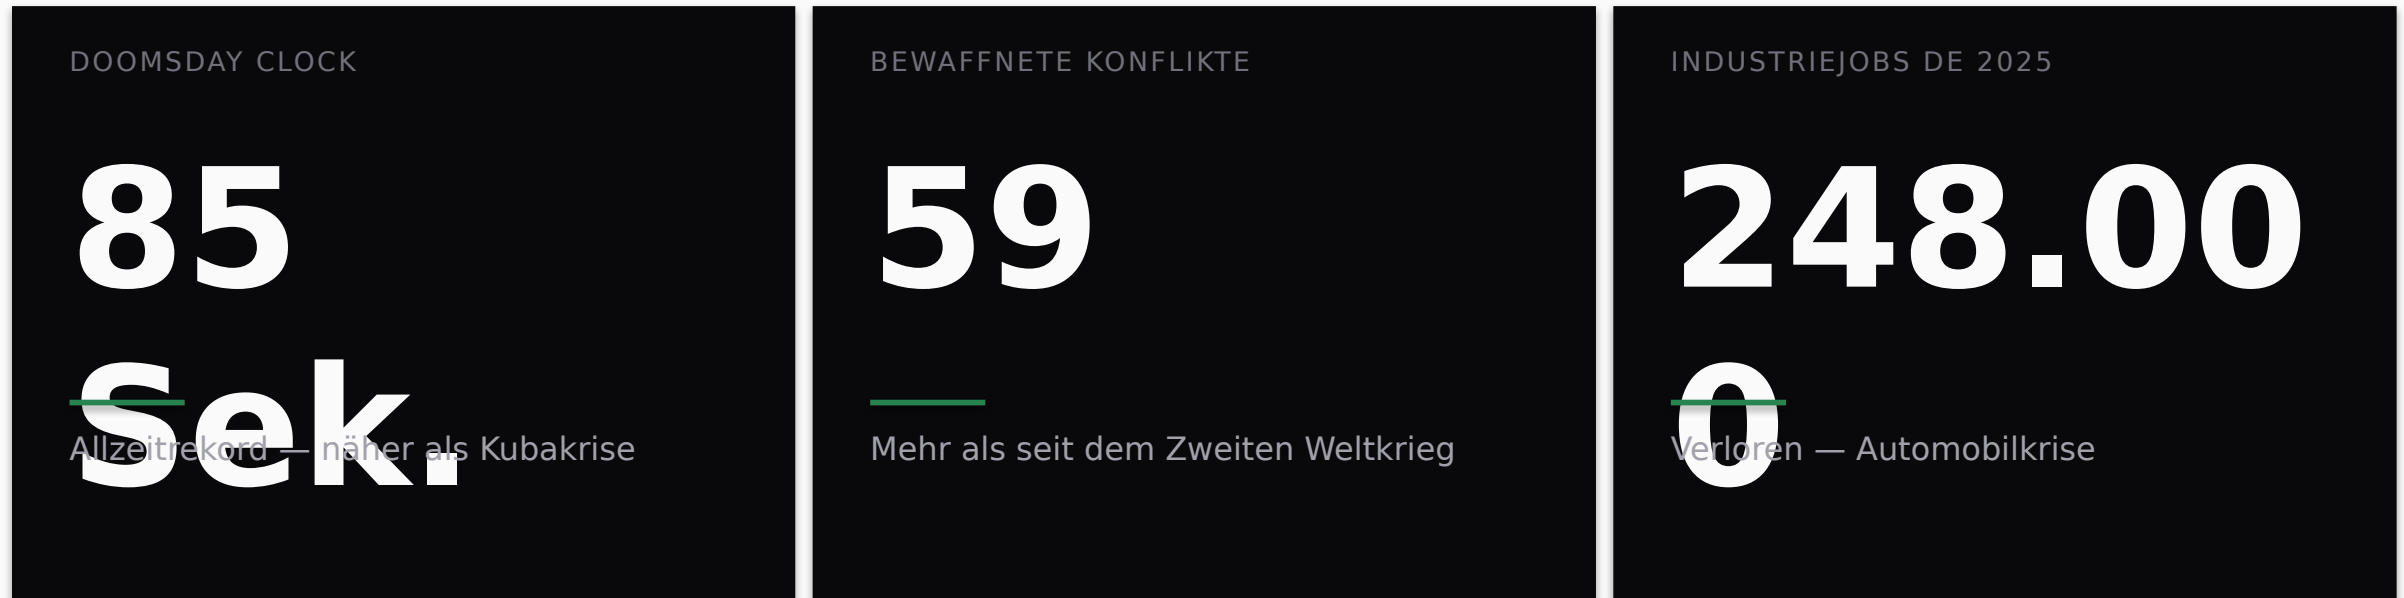 DOOMSDAY CLOCK
85
Sek.
Allzeitrekord — näher als Kubakrise
BEWAFFNETE KONFLIKTE
59
Mehr als seit dem Zweiten Weltkrieg
INDUSTRIEJOBS DE 2025
248.00
0
Verloren — Automobilkrise